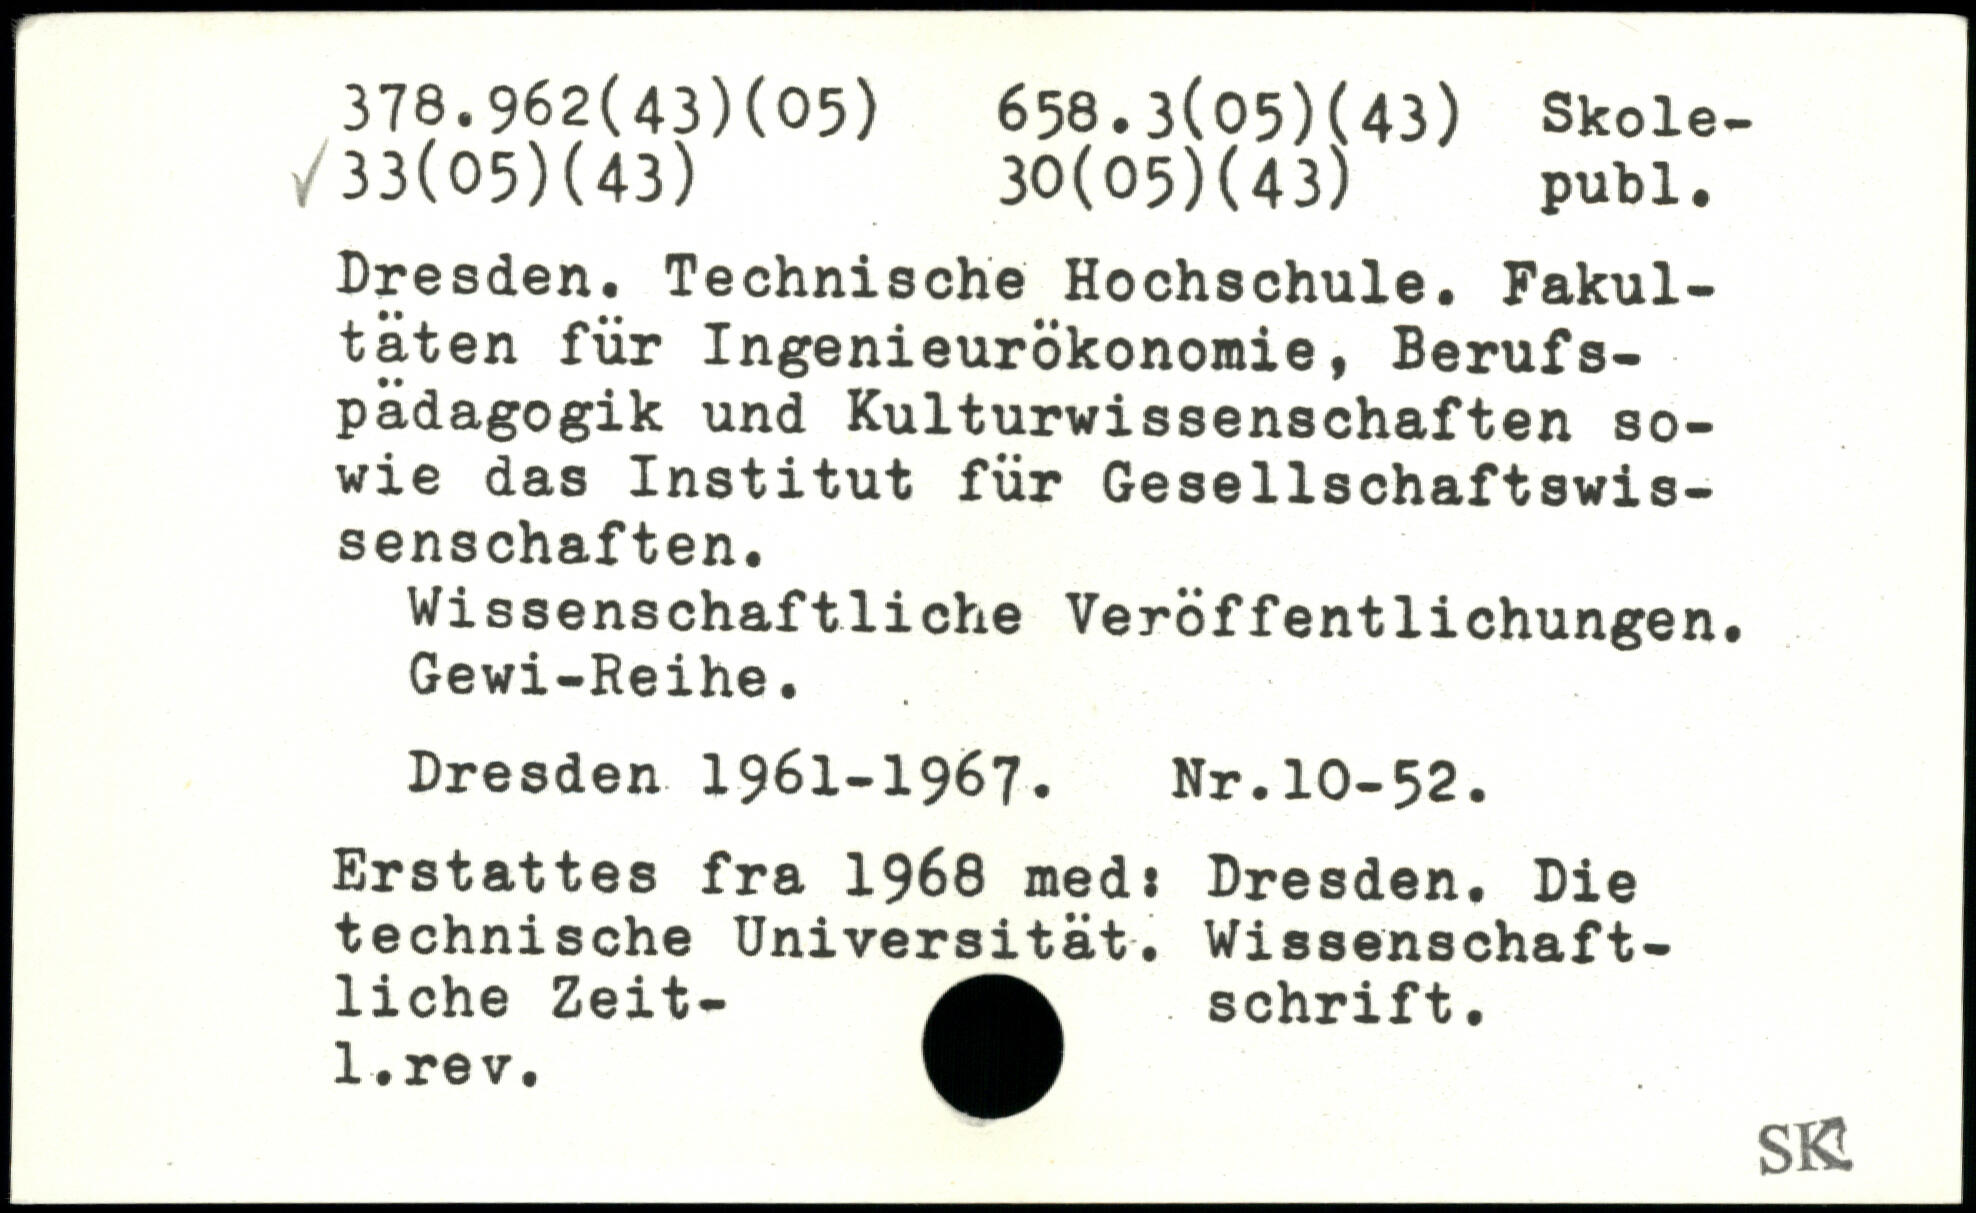 378.962(43)(05) 658.3(05)(43) Skole-
✓ 33(05)(43) 30(05)(43) publ.
Dresden. Technische Hochschule. Fakul-
täten für Ingenieurökonomie, Berufs-
pädagogik und Kulturwissenschaften so-
wie das Institut für Gesellschaftswis-
senschaften.
Wissenschaftliche Veröffentlichungen.
Gewi-Reihe.
Dresden 1961-1967. Nr.10-52.
Erstattes fra 1968 med: Dresden. Die
technische Universität. Wissenschaft-
liche Zeit- schrift.
1.rev.
SK